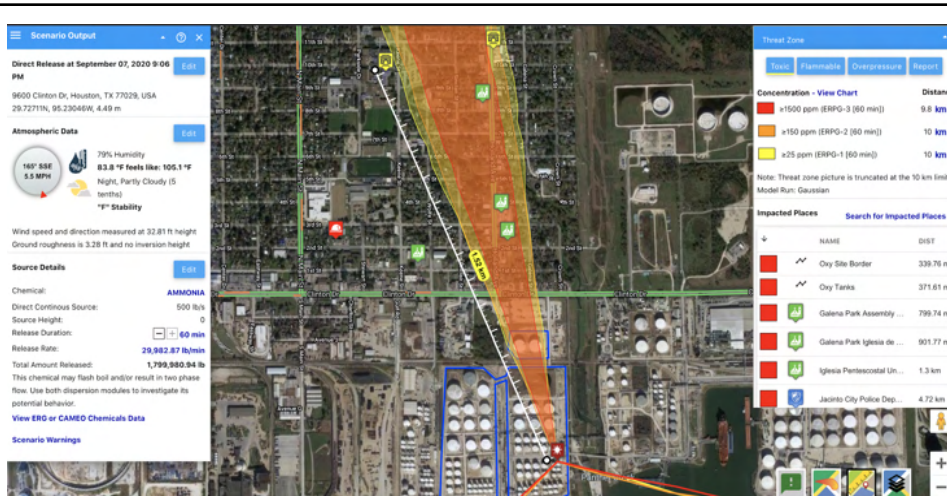 Scenario Output
Direct Release at September 07, 2020 9:06
PM
Edit
9600 Clinton Dr, Houston, TX 77029, USA
29.72711N, 95.23046W, 4.49 m
Atmospheric Data
Edit
165° SSE
5.5 MPH
79% Humidity
83.8 °F feels like: 105.1 °F
Night, Partly Cloudy (5
tenths)
"F" Stability
Wind speed and direction measured at 32.81 ft height
Ground roughness is 3.28 ft and no inversion height
Source Details
Edit
Chemical: AMMONIA
Direct Continous Source: 500 lb/s
Source Height: 0
Release Duration: 60 min
Release Rate: 29,982.87 lb/min
Total Amount Released: 1,799,980.94 lb
This chemical may flash boil and/or result in two phase
flow. Use both dispersion modules to investigate its
potential behavior.
View ERG or CAMEO Chemicals Data
Scenario Warnings
1.52 km
Clinton Dr
Clinton Dr
Clinton Dr
Threat Zone
Toxic Flammable Overpressure Report
Concentration - View Chart Distan
≥1500 ppm (ERPG-3 [60 min]) 9.8 km
≥150 ppm (ERPG-2 [60 min]) 10 km
≥25 ppm (ERPG-1 [60 min]) 10 km
Note: Threat zone picture is truncated at the 10 km limit
Model Run: Gaussian
Impacted Places Search for Impacted Places
NAME DIST
Oxy Site Border 339.76 m
Oxy Tanks 371.61 m
Galena Park Assembly ... 799.74 m
Galena Park Iglesia de ... 901.77 m
Iglesia Pentescostal Un... 1.3 km
Jacinto City Police Dep... 4.72 km